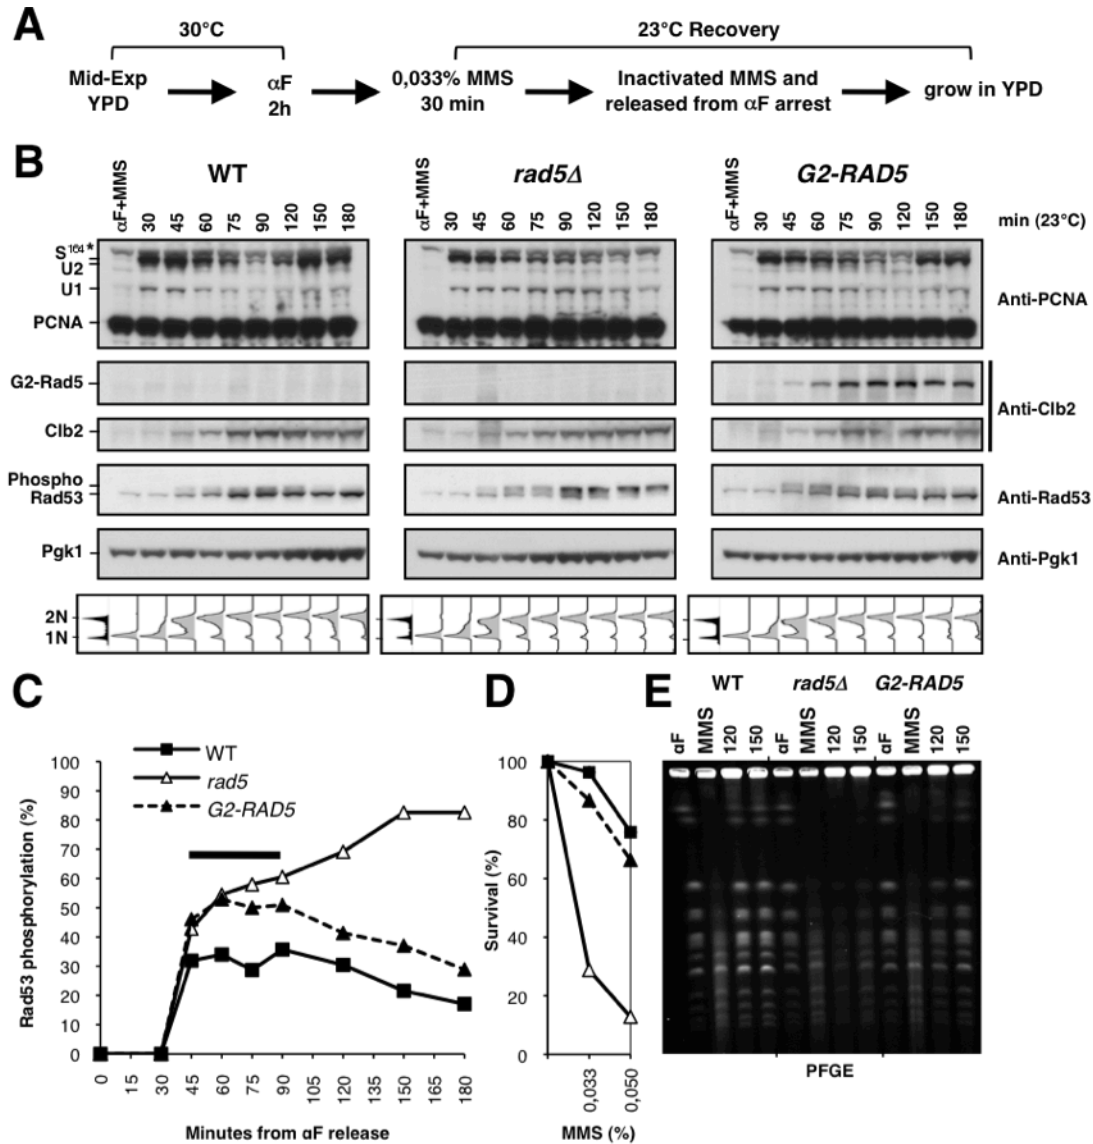 A
30°C
23°C Recovery
Mid-Exp
YPD
αF
2h
0,033% MMS
30 min
Inactivated MMS and
released from αF arrest
grow in YPD
B
WT
rad5Δ
G2-RAD5
αF+MMS 30 45 60 75 90 120 150 180
αF+MMS 30 45 60 75 90 120 150 180
αF+MMS 30 45 60 75 90 120 150 180
min (23°C)
S¹⁶⁴*
U2
U1
PCNA
Anti-PCNA
G2-Rad5
Clb2
Anti-Clb2
Phospho
Rad53
Anti-Rad53
Pgk1
Anti-Pgk1
2N
1N
C
WT
rad5
G2-RAD5
Rad53 phosphorylation (%)
100
90
80
70
60
50
40
30
20
10
0
0 15 30 45 60 75 90 105 120 135 150 165 180
Minutes from αF release
D
Survival (%)
100
80
60
40
20
0
0,033 0,050
MMS (%)
E
WT rad5Δ G2-RAD5
αF MMS 120 150 αF MMS 120 150 αF MMS 120 150
PFGE